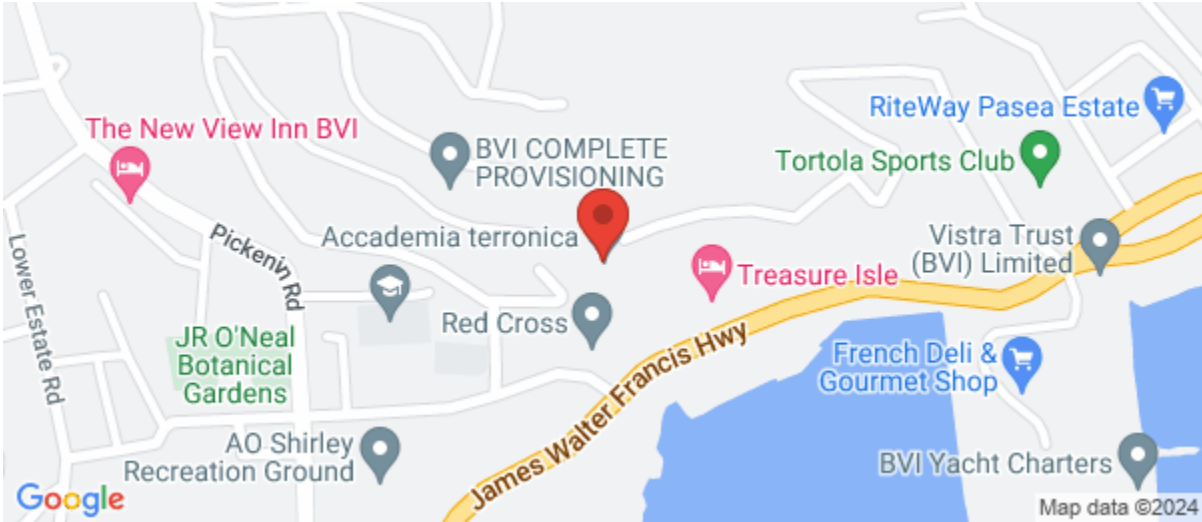 RiteWay Pasea Estate
The New View Inn BVI
BVI COMPLETE
PROVISIONING
Tortola Sports Club
Accademia terronica
Vistra Trust
(BVI) Limited
Pickenin Rd
Lower Estate Rd
Treasure Isle
Red Cross
JR O'Neal
Botanical
Gardens
James Walter Francis Hwy
French Deli &
Gourmet Shop
AO Shirley
Recreation Ground
BVI Yacht Charters
Google
Map data ©2024